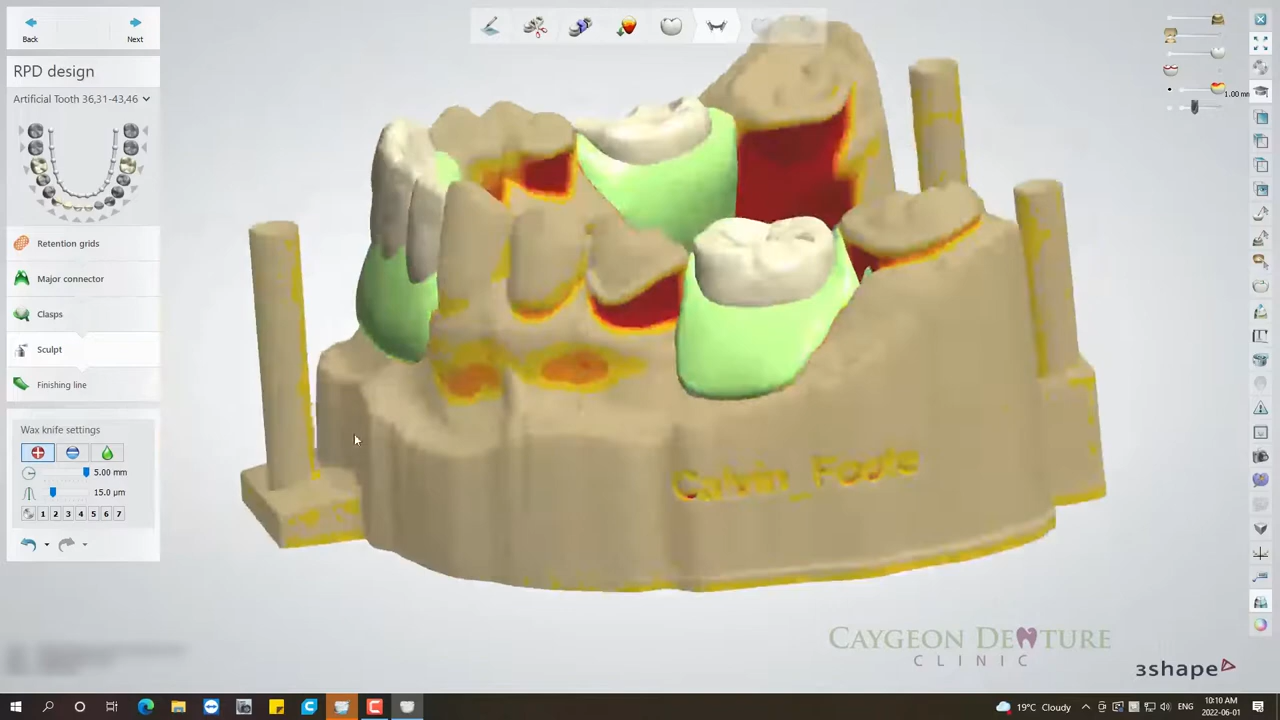 Back
Next
RPD design
Artificial Tooth 36,31-43,46
Retention grids
Major connector
Clasps
Sculpt
Finishing line
Wax knife settings
5.00 mm
15.0 µm
1 2 3 4 5 6 7
1.00 mm
Calvin_Foote
CAYGEON DENTURE
CLINIC
3shape
19°C Cloudy
ENG
10:10 AM
2022-06-01